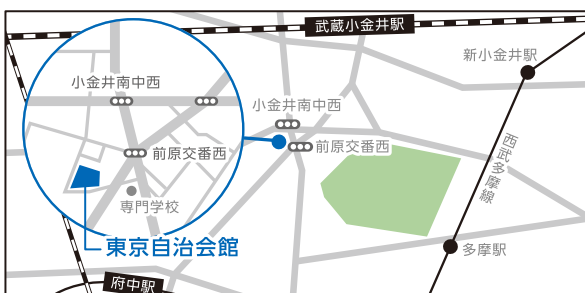 武蔵小金井駅
新小金井駅
小金井南中西
小金井南中西
前原交番西
前原交番西
西武多摩線
専門学校
東京自治会館
多摩駅
府中駅